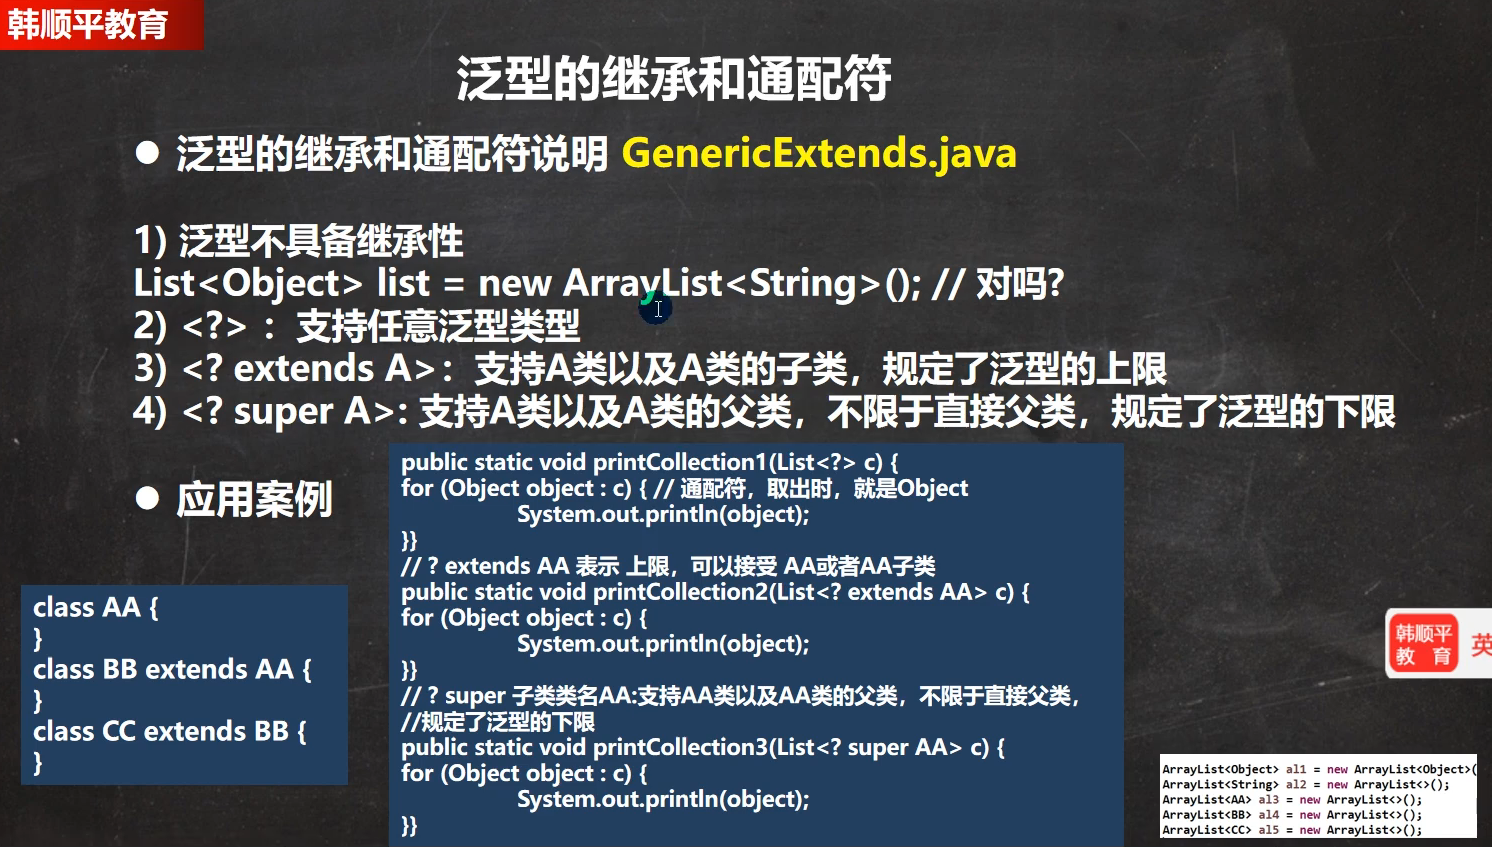 韩顺平教育
泛型的继承和通配符
● 泛型的继承和通配符说明 GenericExtends.java
1) 泛型不具备继承性
List<Object> list = new ArrayList<String>(); // 对吗?
2) <?> ：支持任意泛型类型
3) <? extends A>：支持A类以及A类的子类，规定了泛型的上限
4) <? super A>: 支持A类以及A类的父类，不限于直接父类，规定了泛型的下限
● 应用案例
class AA {
}
class BB extends AA {
}
class CC extends BB {
}
public static void printCollection1(List<?> c) {
for (Object object : c) { // 通配符，取出时，就是Object
System.out.println(object);
}}
// ? extends AA 表示 上限，可以接受 AA或者AA子类
public static void printCollection2(List<? extends AA> c) {
for (Object object : c) {
System.out.println(object);
}}
// ? super 子类类名AA:支持AA类以及AA类的父类，不限于直接父类，
//规定了泛型的下限
public static void printCollection3(List<? super AA> c) {
for (Object object : c) {
System.out.println(object);
}}
韩顺平
教 育
英
ArrayList<Object> al1 = new ArrayList<Object>(
ArrayList<String> al2 = new ArrayList<>();
ArrayList<AA> al3 = new ArrayList<>();
ArrayList<BB> al4 = new ArrayList<>();
ArrayList<CC> al5 = new ArrayList<>();